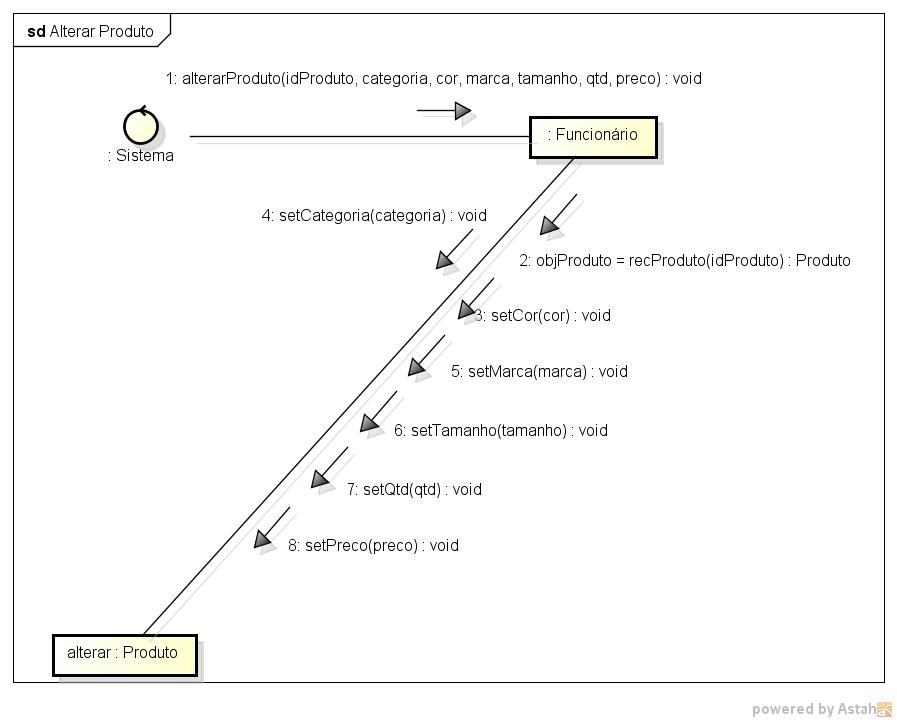 sd Alterar Produto
1: alterarProduto(idProduto, categoria, cor, marca, tamanho, qtd, preco) : void
: Sistema
: Funcionário
4: setCategoria(categoria) : void
2: objProduto = recProduto(idProduto) : Produto
3: setCor(cor) : void
5: setMarca(marca) : void
6: setTamanho(tamanho) : void
7: setQtd(qtd) : void
8: setPreco(preco) : void
alterar : Produto
powered by Astah